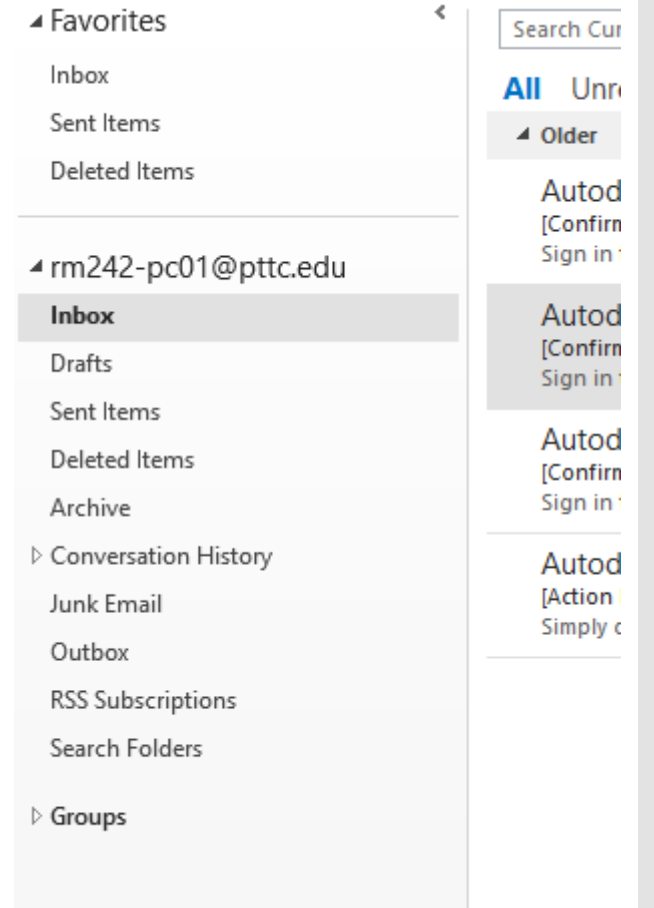 Favorites
Inbox
Sent Items
Deleted Items
rm242-pc01@pttc.edu
Inbox
Drafts
Sent Items
Deleted Items
Archive
Conversation History
Junk Email
Outbox
RSS Subscriptions
Search Folders
Groups
Search Cur
All Unr
Older
Autod
[Confirm
Sign in
Autod
[Confirm
Sign in
Autod
[Confirm
Sign in
Autod
[Action
Simply